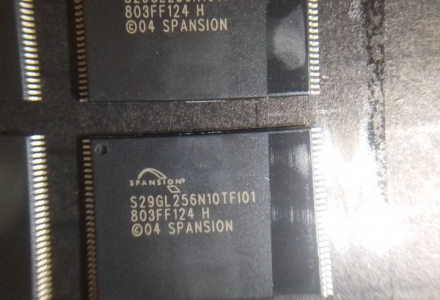 803FF124 H
©04 SPANSION
SPANSION
S29GL256N10TFI01
803FF124 H
©04 SPANSION